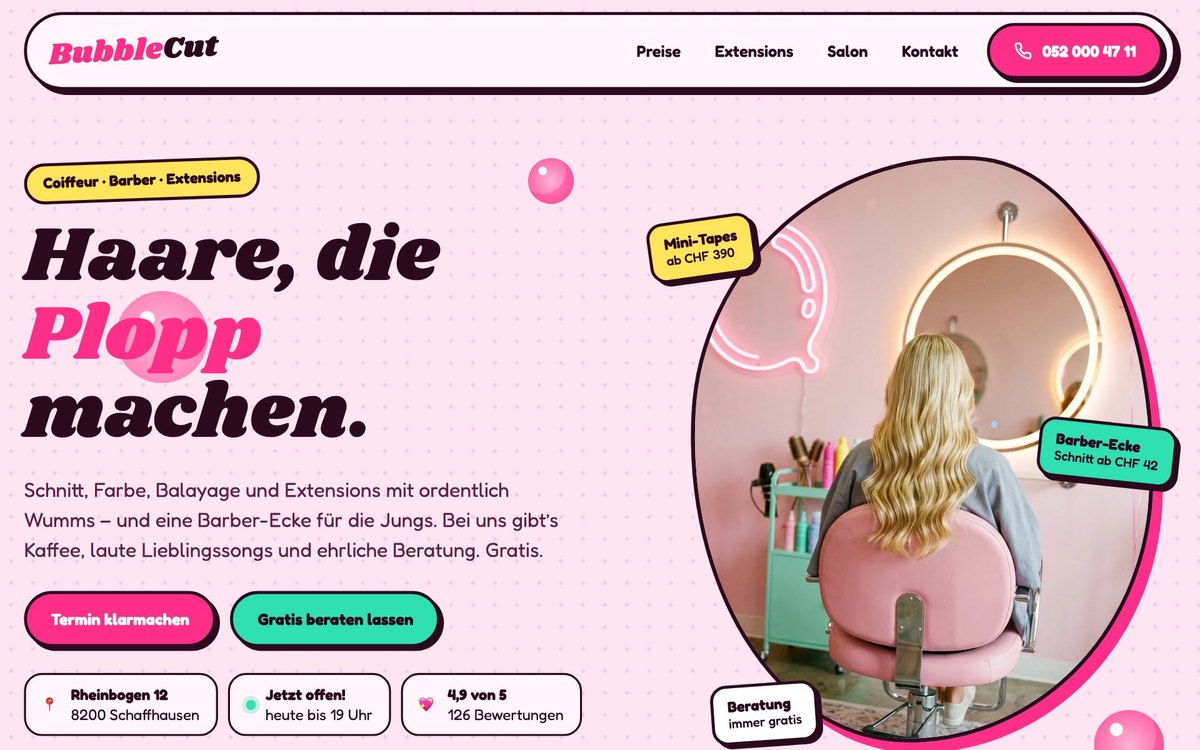 BubbleCut
Preise
Extensions
Salon
Kontakt
052 000 47 11
Coiffeur · Barber · Extensions
Haare, die
Plopp
machen.
Schnitt, Farbe, Balayage und Extensions mit ordentlich
Wumms – und eine Barber-Ecke für die Jungs. Bei uns gibt's
Kaffee, laute Lieblingssongs und ehrliche Beratung. Gratis.
Termin klarmachen
Gratis beraten lassen
Rheinbogen 12
8200 Schaffhausen
Jetzt offen!
heute bis 19 Uhr
4,9 von 5
126 Bewertungen
Mini-Tapes
ab CHF 390
Barber-Ecke
Schnitt ab CHF 42
Beratung
immer gratis